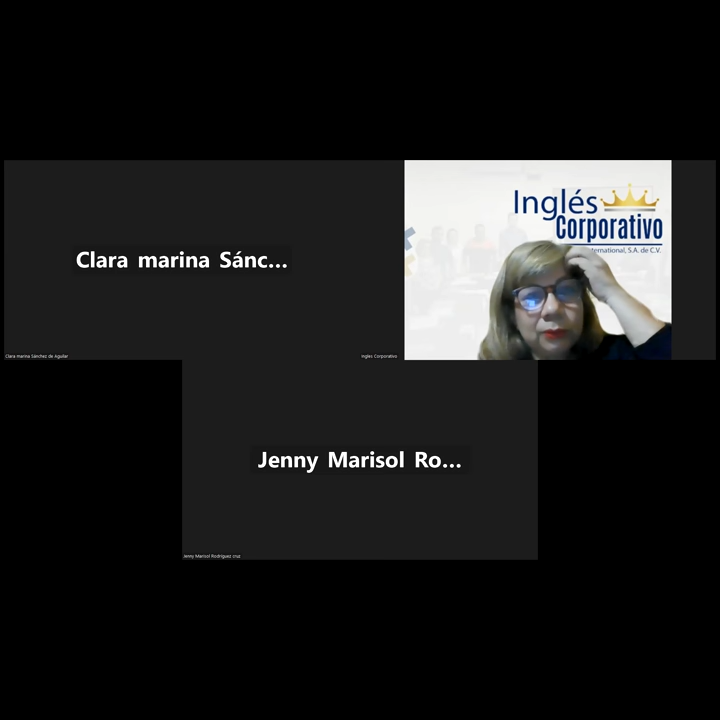 Clara marina Sánc...
Clara marina Sánchez de Aguilar
Inglés
Corporativo
International, S.A. de C.V.
Ingles Corporativo
Jenny Marisol Ro...
Jenny Marisol Rodriguez cruz